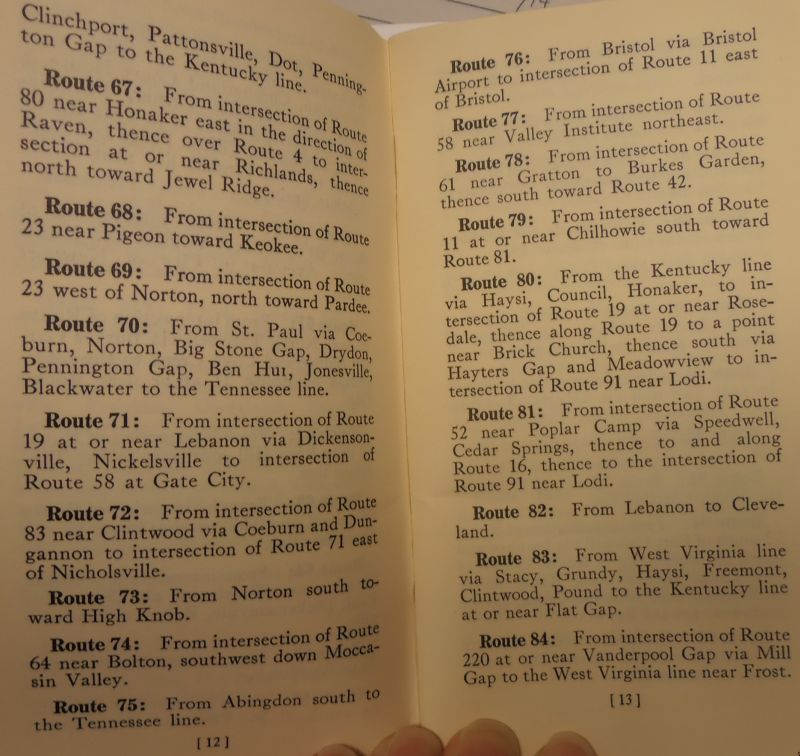 Clinchport, Pattonsville, Dot, Penning-
ton Gap to the Kentucky line.
Route 67: From intersection of Route
80 near Honaker east in the direction of
Raven, thence over Route 4 to inter-
section at or near Richlands, thence
north toward Jewel Ridge.
Route 68: From intersection of Route
23 near Pigeon toward Keokee.
Route 69: From intersection of Route
23 west of Norton, north toward Pardee.
Route 70: From St. Paul via Coe-
burn, Norton, Big Stone Gap, Drydon,
Pennington Gap, Ben Hur, Jonesville,
Blackwater to the Tennessee line.
Route 71: From intersection of Route
19 at or near Lebanon via Dickenson-
ville, Nickelsville to intersection of
Route 58 at Gate City.
Route 72: From intersection of Route
83 near Clintwood via Coeburn and Dun-
gannon to intersection of Route 71 east
of Nicholsville.
Route 73: From Norton south to-
ward High Knob.
Route 74: From intersection of Route
64 near Bolton, southwest down Mocca-
sin Valley.
Route 75: From Abingdon south to
the Tennessee line.
[ 12 ]
Route 76: From Bristol via Bristol
Airport to intersection of Route 11 east
of Bristol.
Route 77: From intersection of Route
58 near Valley Institute northeast.
Route 78: From intersection of Route
61 near Gratton to Burkes Garden,
thence south toward Route 42.
Route 79: From intersection of Route
11 at or near Chilhowie south toward
Route 81.
Route 80: From the Kentucky line
via Haysi, Council, Honaker, to in-
tersection of Route 19 at or near Rose-
dale, thence along Route 19 to a point
near Brick Church, thence south via
Hayters Gap and Meadowview to in-
tersection of Route 91 near Lodi.
Route 81: From intersection of Route
52 near Poplar Camp via Speedwell,
Cedar Springs, thence to and along
Route 16, thence to the intersection of
Route 91 near Lodi.
Route 82: From Lebanon to Cleve-
land.
Route 83: From West Virginia line
via Stacy, Grundy, Haysi, Freemont,
Clintwood, Pound to the Kentucky line
at or near Flat Gap.
Route 84: From intersection of Route
220 at or near Vanderpool Gap via Mill
Gap to the West Virginia line near Frost.
[ 13 ]